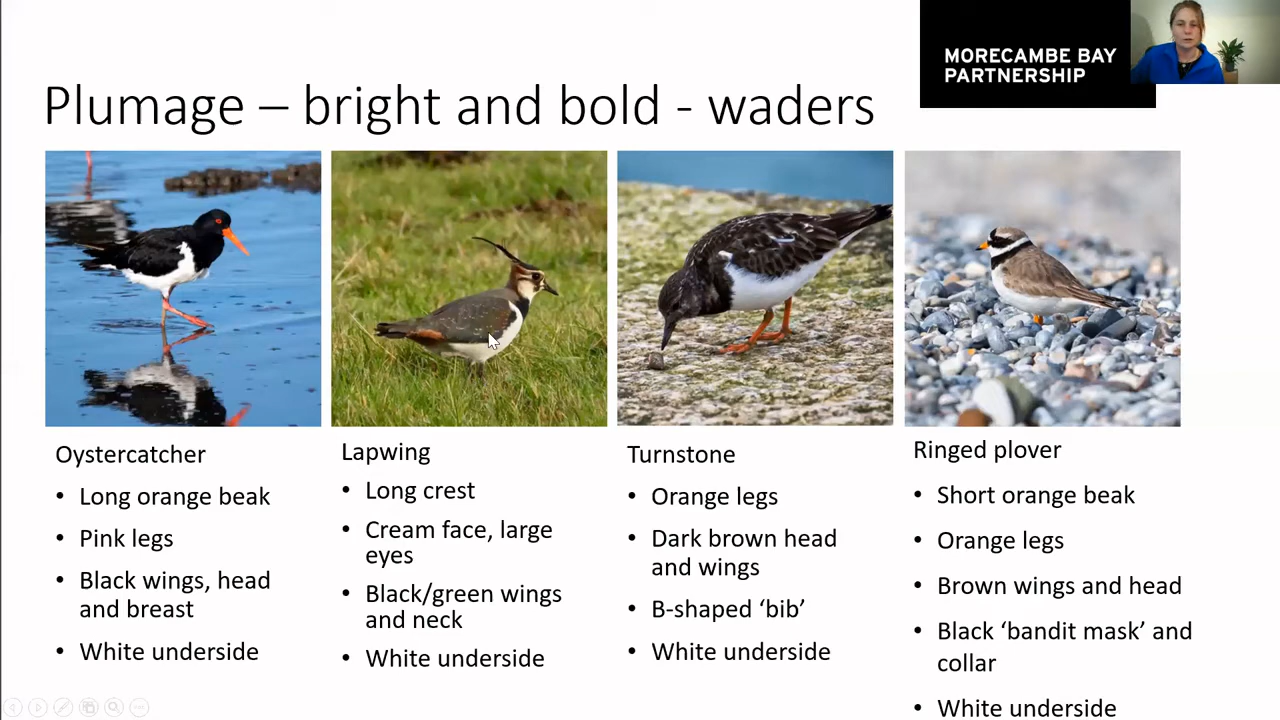 MORECAMBE BAY
PARTNERSHIP
Plumage – bright and bold - waders
Oystercatcher
• Long orange beak
• Pink legs
• Black wings, head
and breast
• White underside
Lapwing
• Long crest
• Cream face, large
eyes
• Black/green wings
and neck
• White underside
Turnstone
• Orange legs
• Dark brown head
and wings
• B-shaped ‘bib’
• White underside
Ringed plover
• Short orange beak
• Orange legs
• Brown wings and head
• Black ‘bandit mask’ and
collar
• White underside